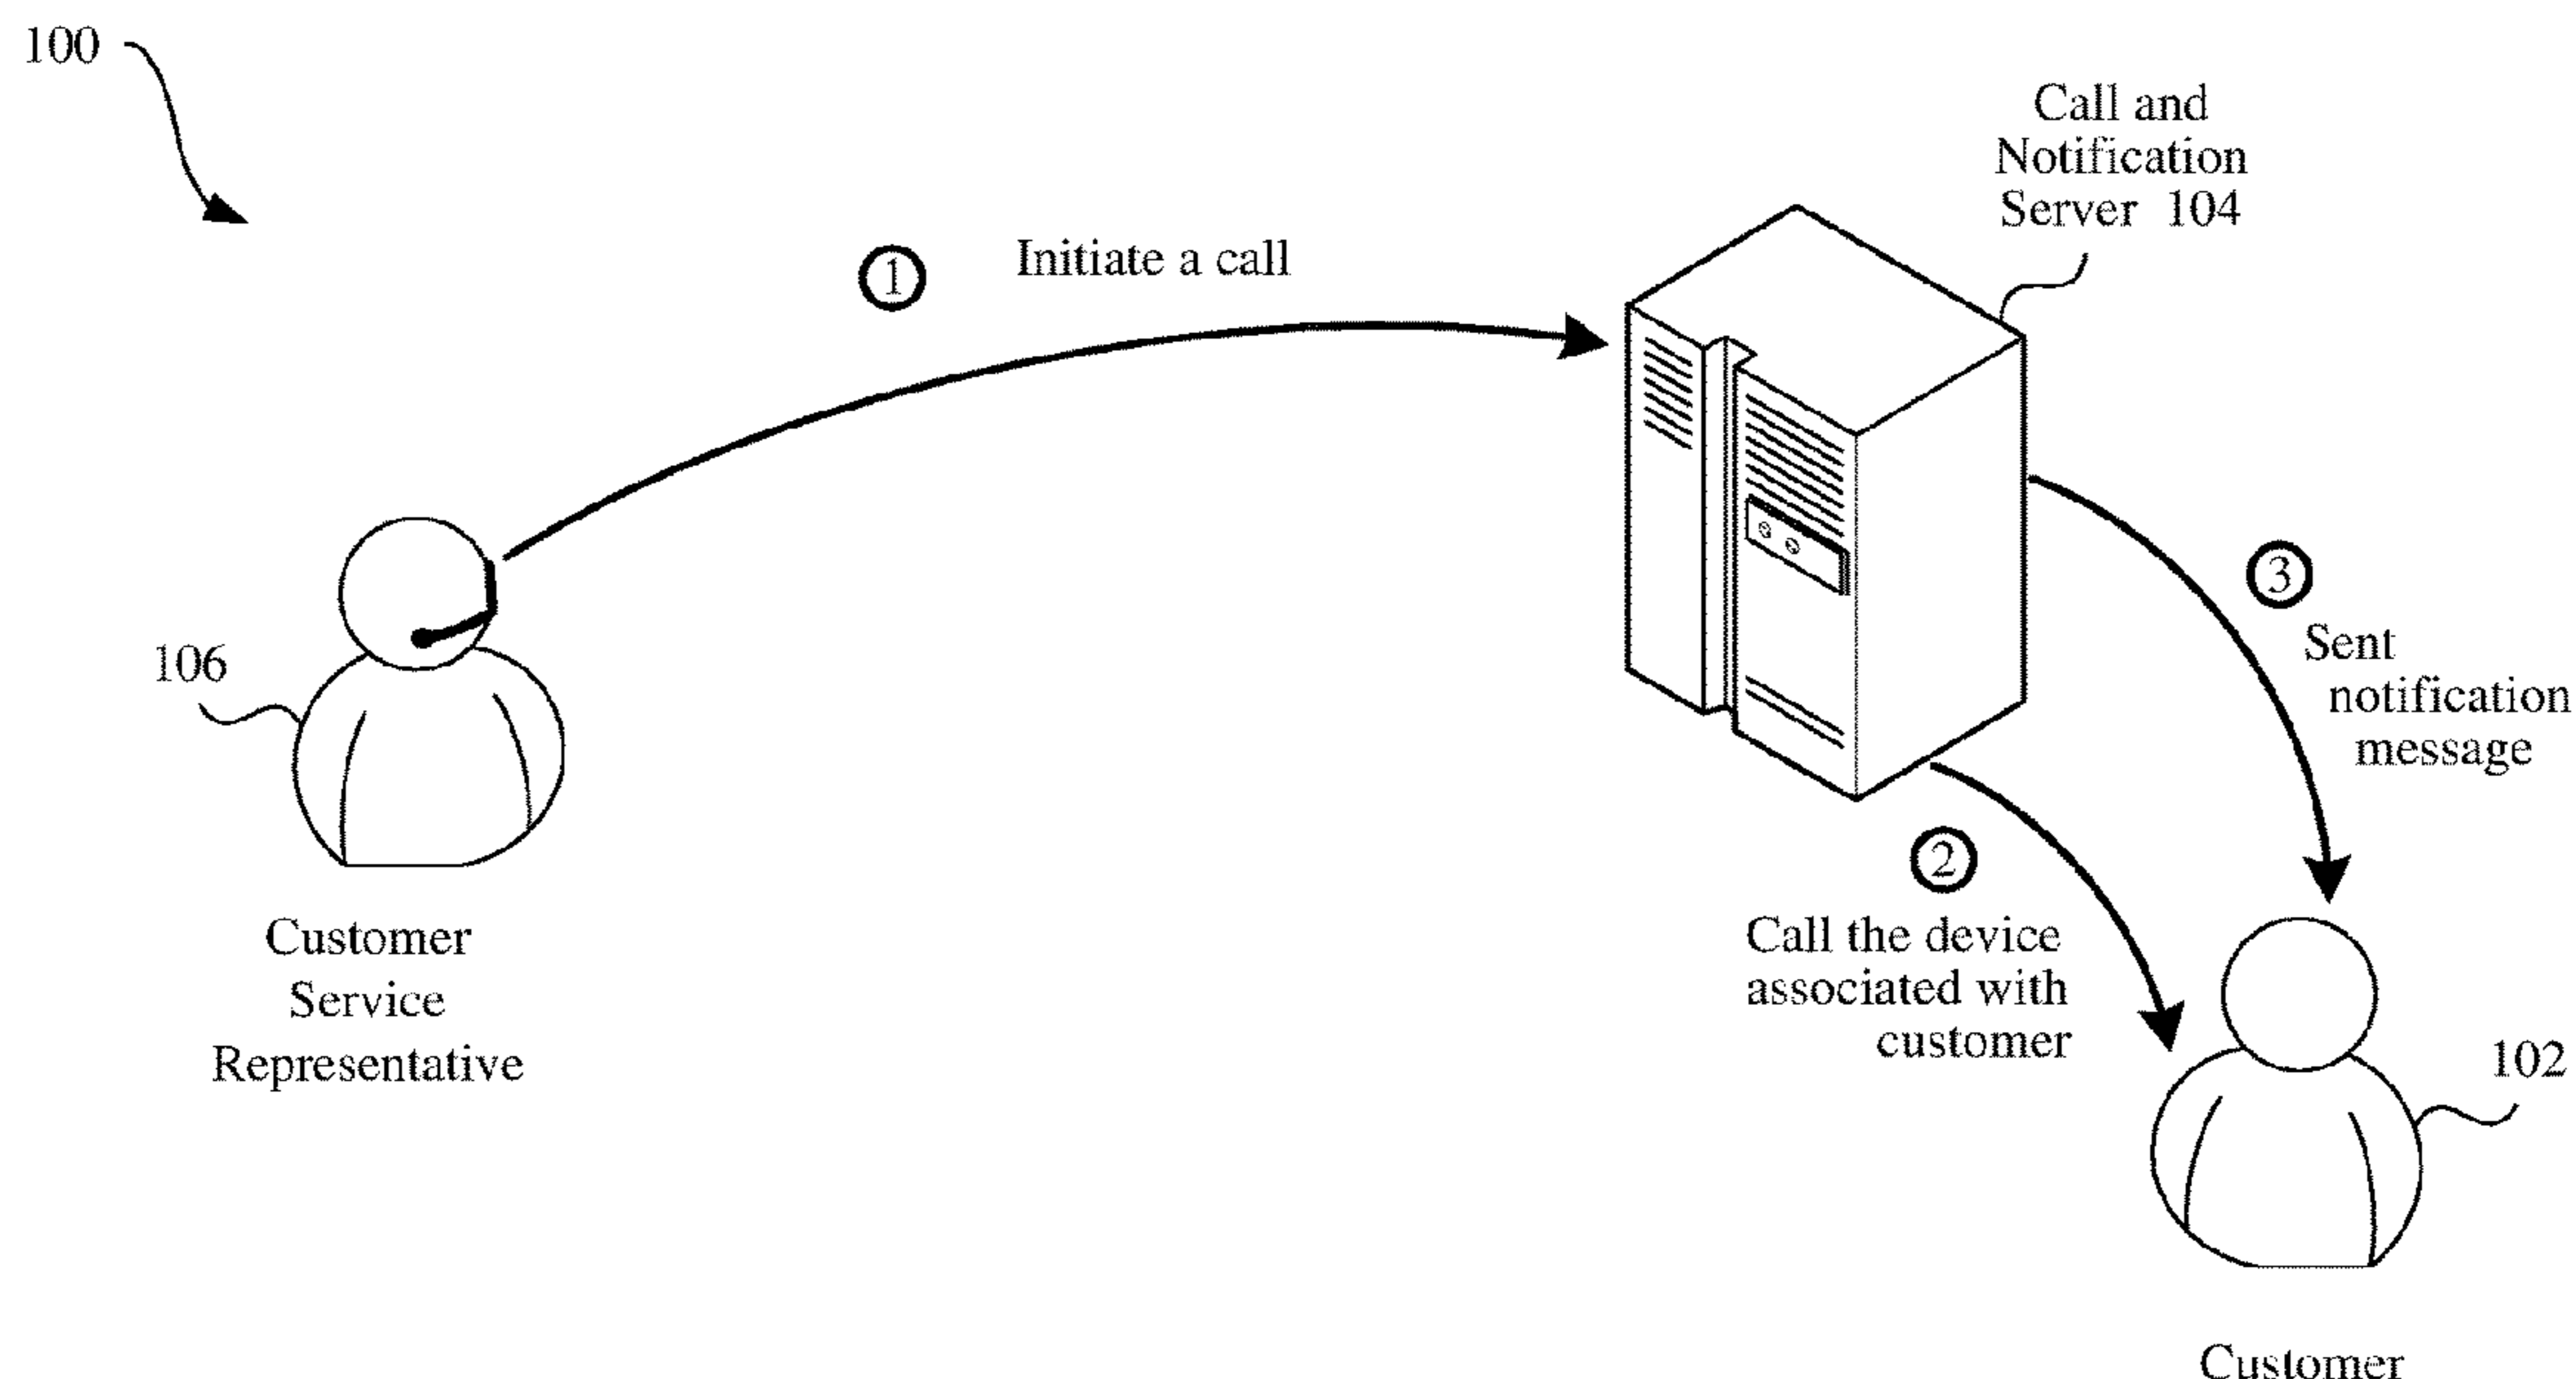 100
Call and
Notification
Server 104
1
Initiate a call
3
Sent
notification
message
106
2
Call the device
associated with
customer
Customer
Service
Representative
102
Customer